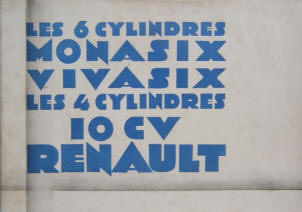 LES 6 CYLINDRES
MONASIX
VIVASIX
LES 4 CYLINDRES
10 CV
RENAULT